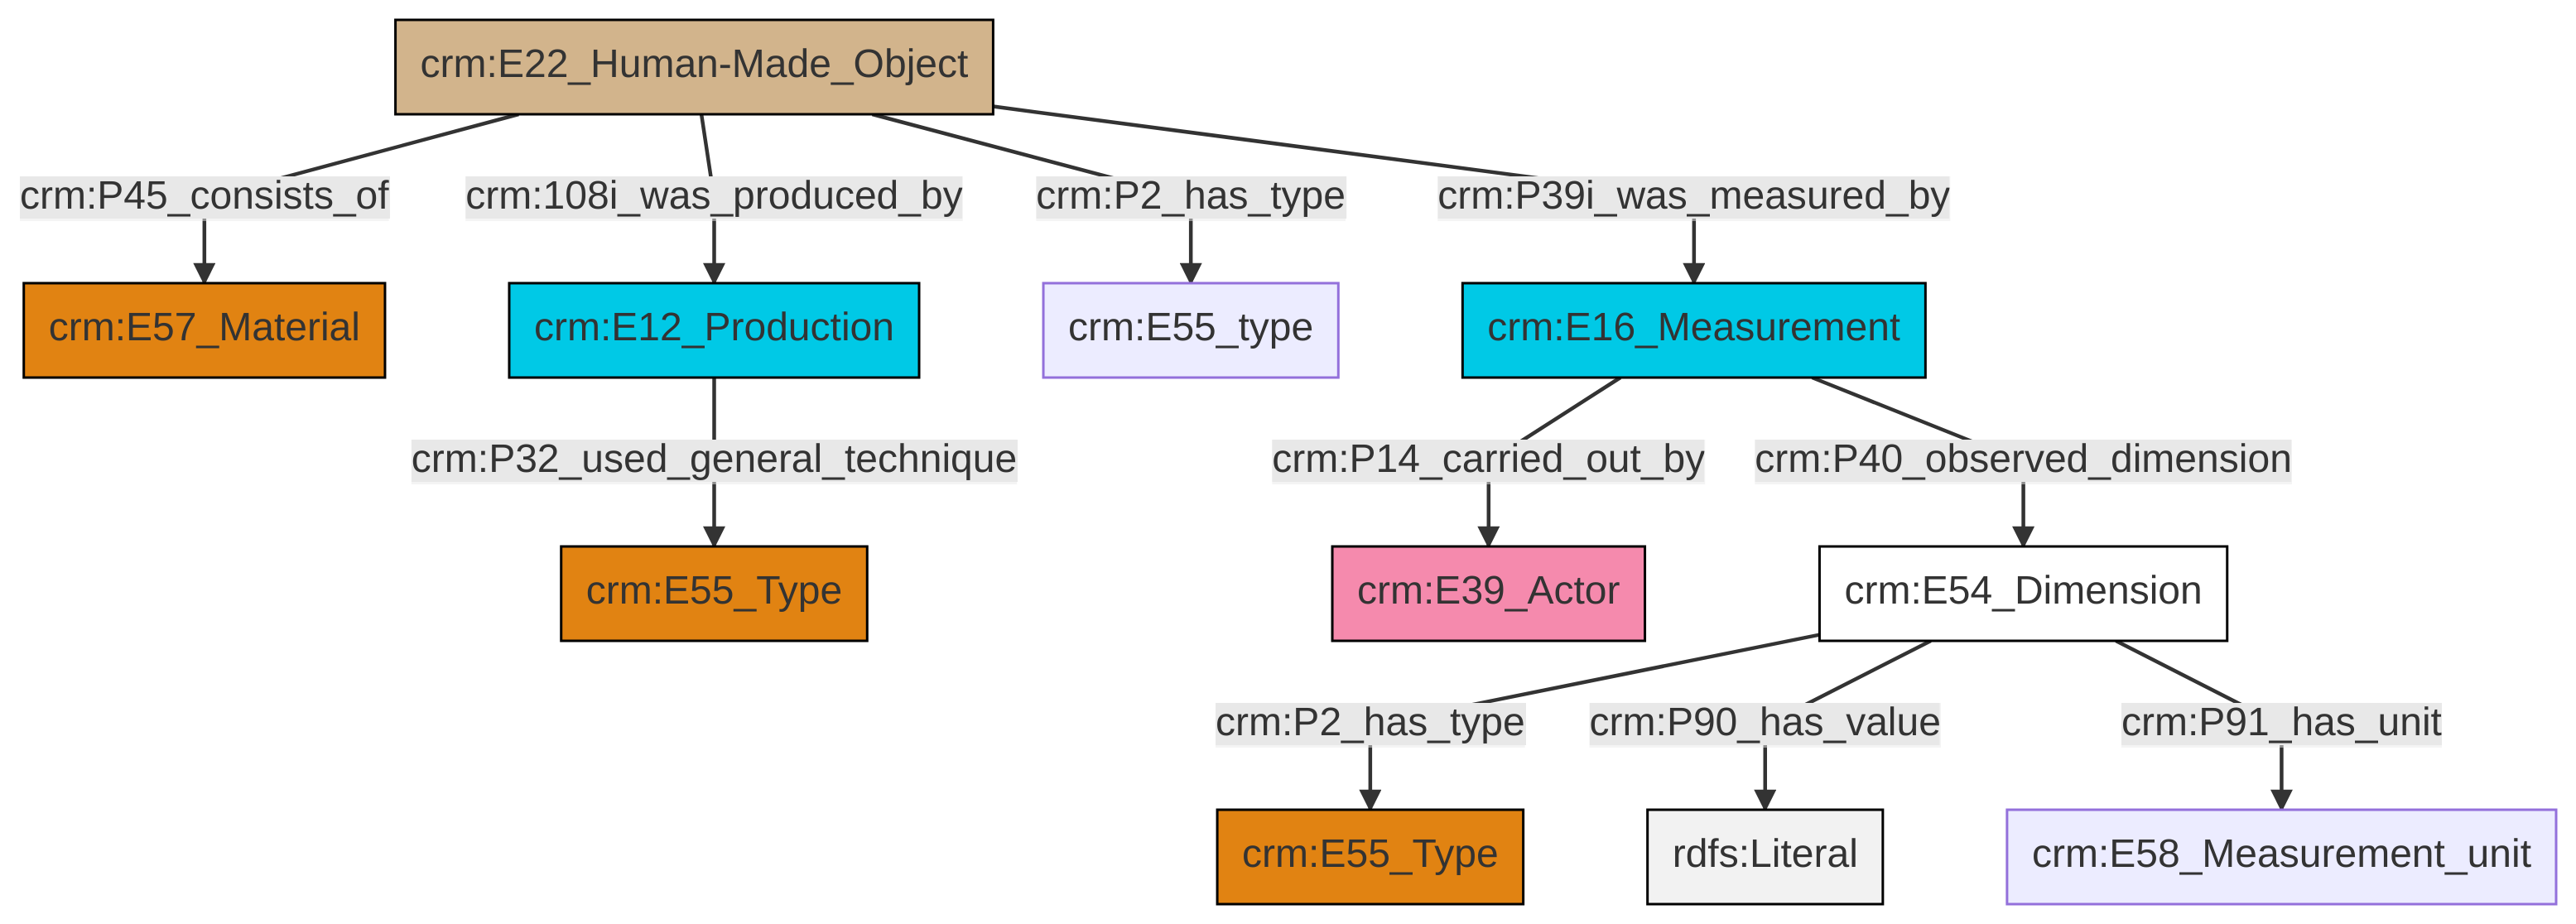 crm:E22_Human-Made_Object
crm:P45_consists_of
crm:108i_was_produced_by
crm:P2_has_type
crm:P39i_was_measured_by
crm:E57_Material
crm:E12_Production
crm:E55_type
crm:E16_Measurement
crm:P32_used_general_technique
crm:P14_carried_out_by
crm:P40_observed_dimension
crm:E55_Type
crm:E39_Actor
crm:E54_Dimension
crm:P2_has_type
crm:P90_has_value
crm:P91_has_unit
crm:E55_Type
rdfs:Literal
crm:E58_Measurement_unit